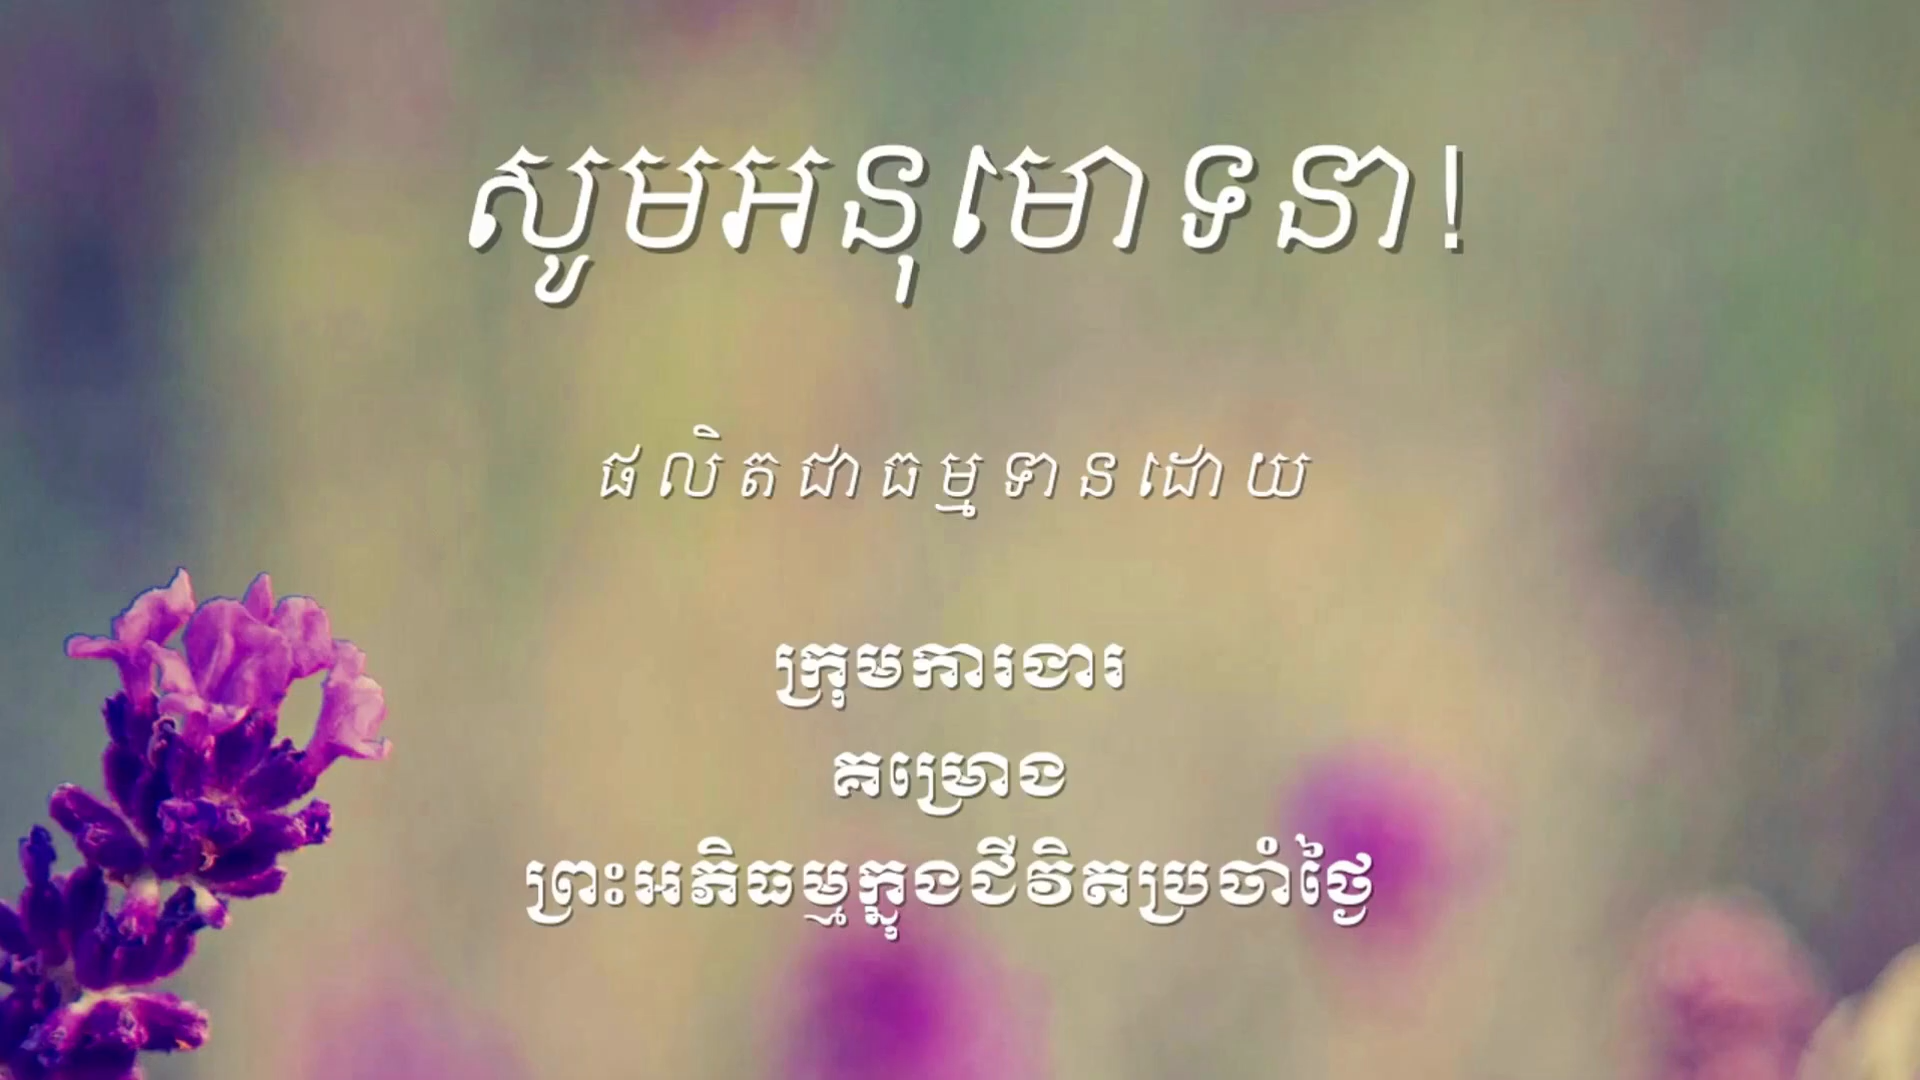 សូមអនុមោទនា!
ផលិតជាធម្មទានដោយ
ក្រុមការងារ
គម្រោង
ព្រះអភិធម្មក្នុងជីវិតប្រចាំថ្ងៃ